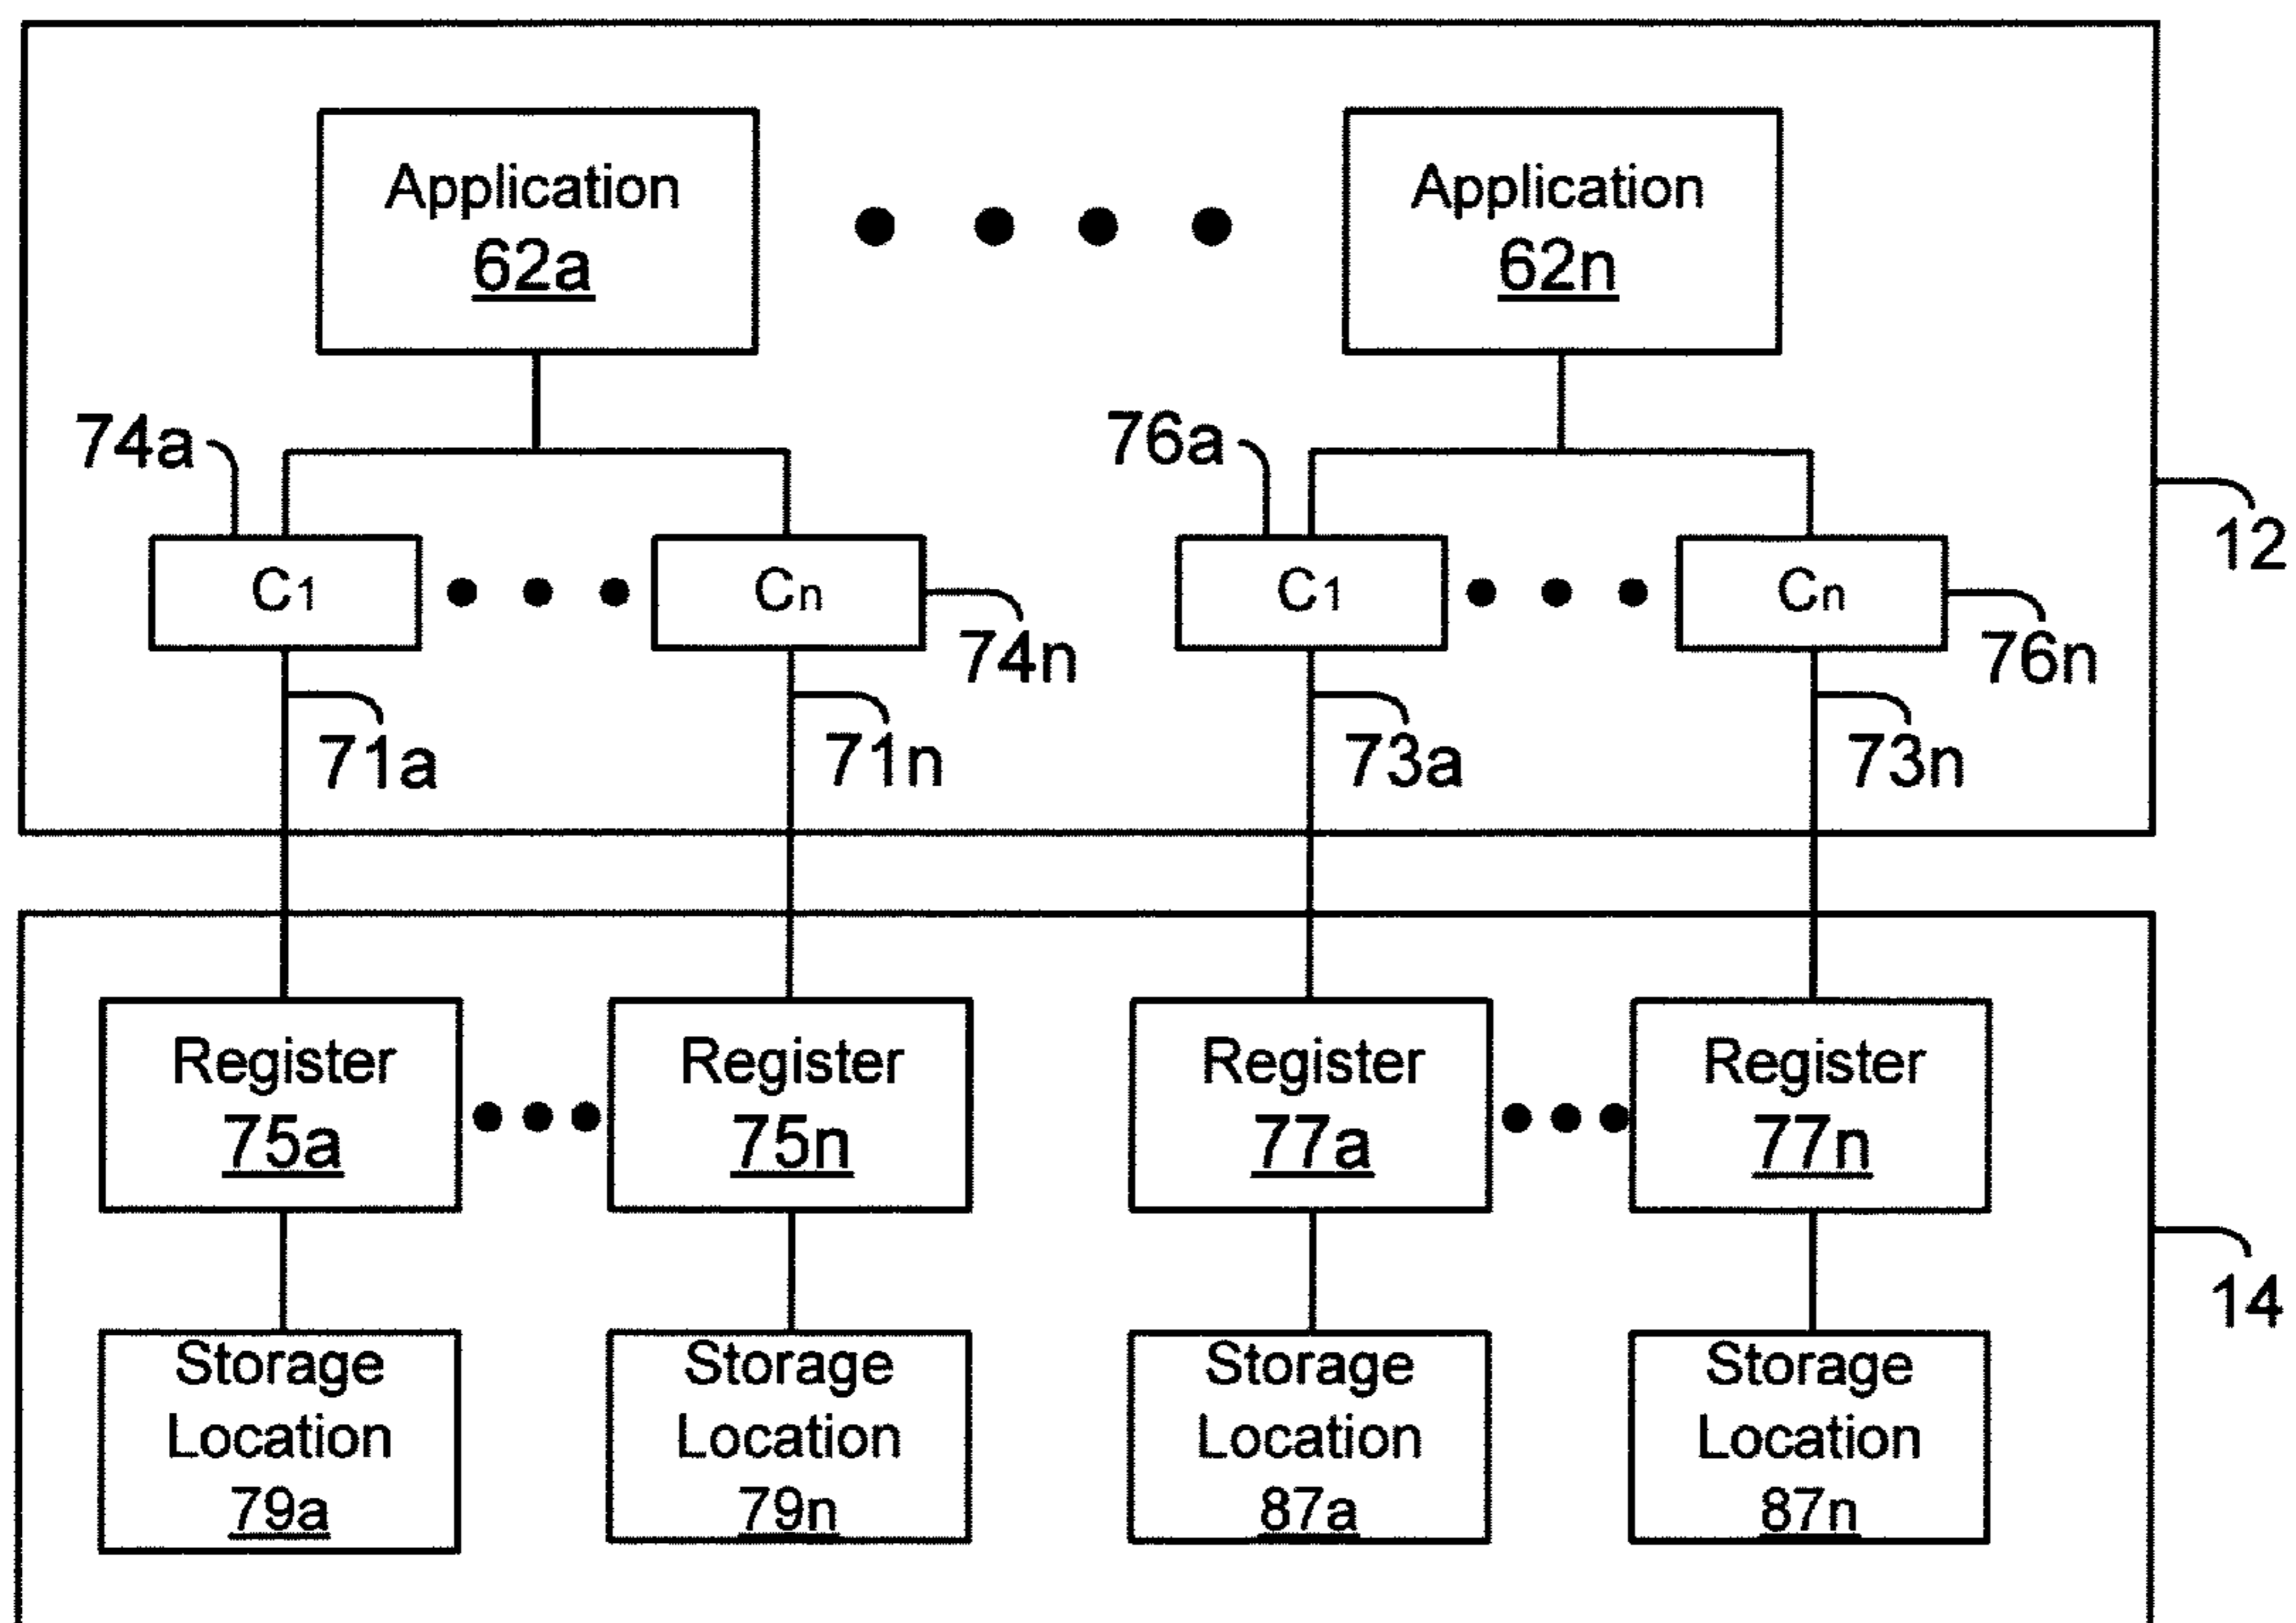 Application
62a
Application
62n
74a
76a
12
C1
Cn
C1
Cn
74n
76n
71a
71n
73a
73n
Register
75a
Register
75n
Register
77a
Register
77n
14
Storage
Location
79a
Storage
Location
79n
Storage
Location
87a
Storage
Location
87n